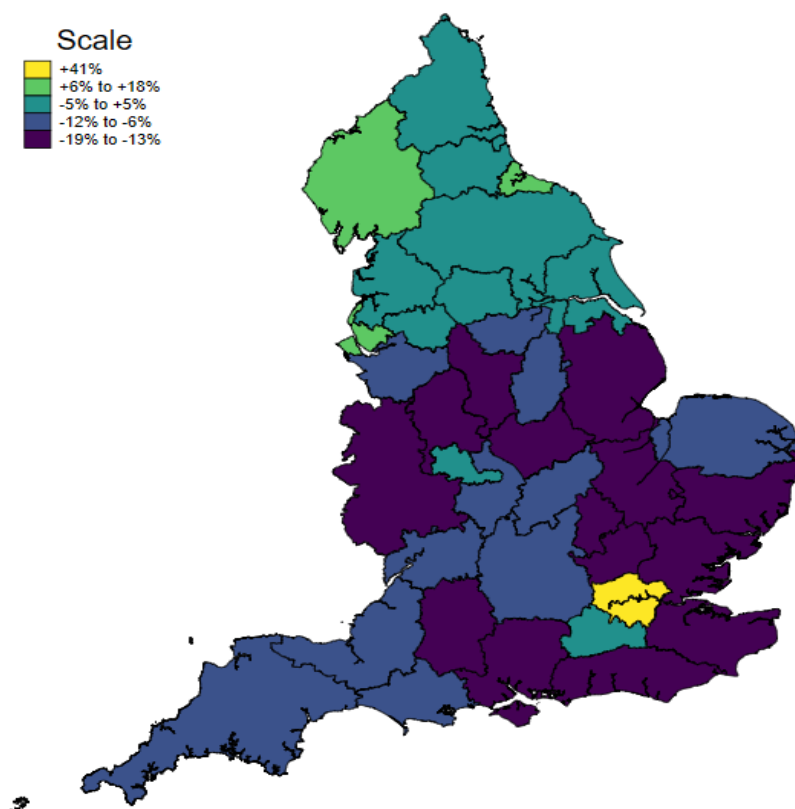 Scale
+41%
+6% to +18%
-5% to +5%
-12% to -6%
-19% to -13%